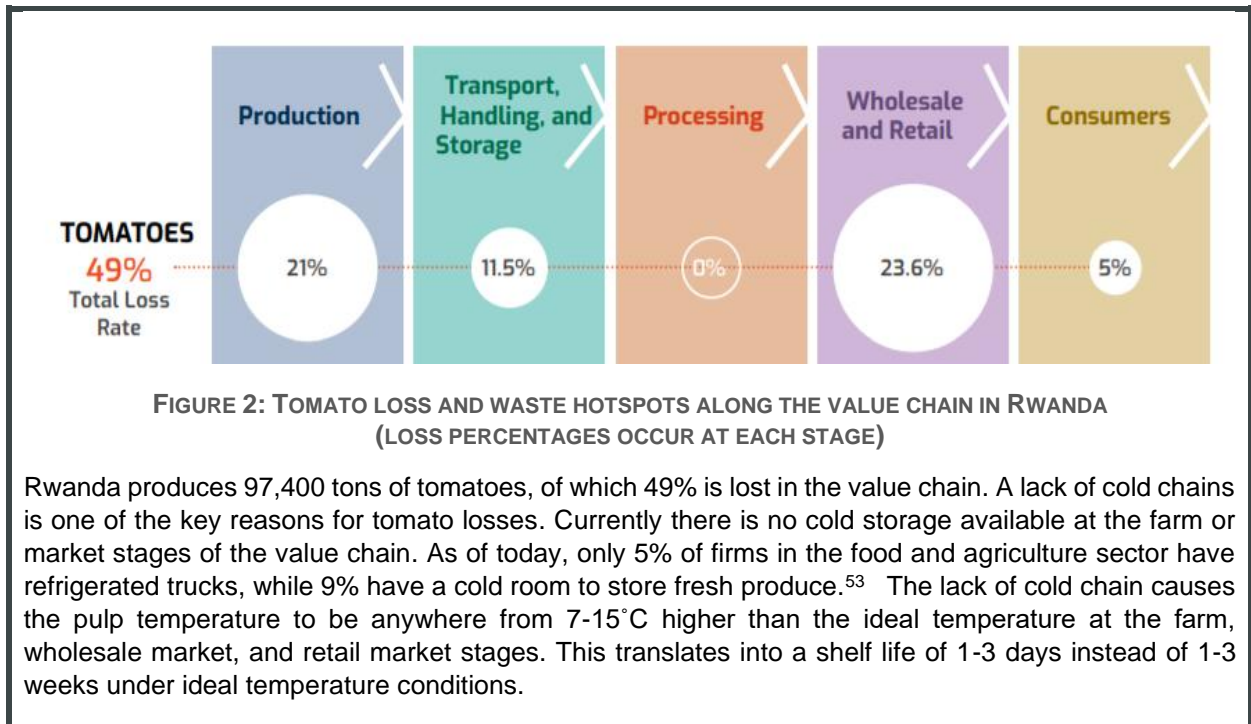 Production
Transport,
Handling, and
Storage
Processing
Wholesale
and Retail
Consumers
TOMATOES
49%
Total Loss
Rate
21%
11.5%
0%
23.6%
5%
FIGURE 2: TOMATO LOSS AND WASTE HOTSPOTS ALONG THE VALUE CHAIN IN RWANDA
(LOSS PERCENTAGES OCCUR AT EACH STAGE)
Rwanda produces 97,400 tons of tomatoes, of which 49% is lost in the value chain. A lack of cold chains
is one of the key reasons for tomato losses. Currently there is no cold storage available at the farm or
market stages of the value chain. As of today, only 5% of firms in the food and agriculture sector have
refrigerated trucks, while 9% have a cold room to store fresh produce.⁵³ The lack of cold chain causes
the pulp temperature to be anywhere from 7-15˚C higher than the ideal temperature at the farm,
wholesale market, and retail market stages. This translates into a shelf life of 1-3 days instead of 1-3
weeks under ideal temperature conditions.